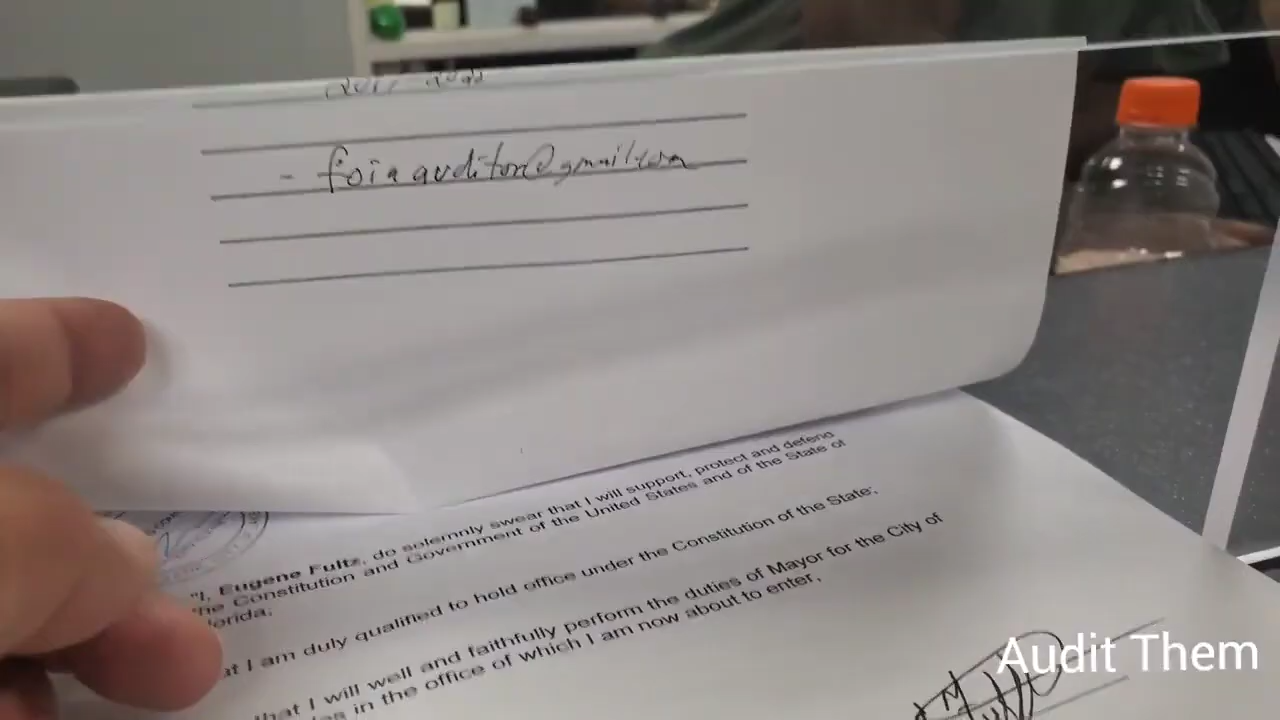 - foiaauditor@gmail.com
"I, Eugene Fultz, do solemnly swear that I will support, protect and defend
the Constitution and Government of the United States and of the State of
lorida;
at I am duly qualified to hold office under the Constitution of the State;
that I will well and faithfully perform the duties of Mayor for the City of
les in the office of which I am now about to enter,
Audit Them